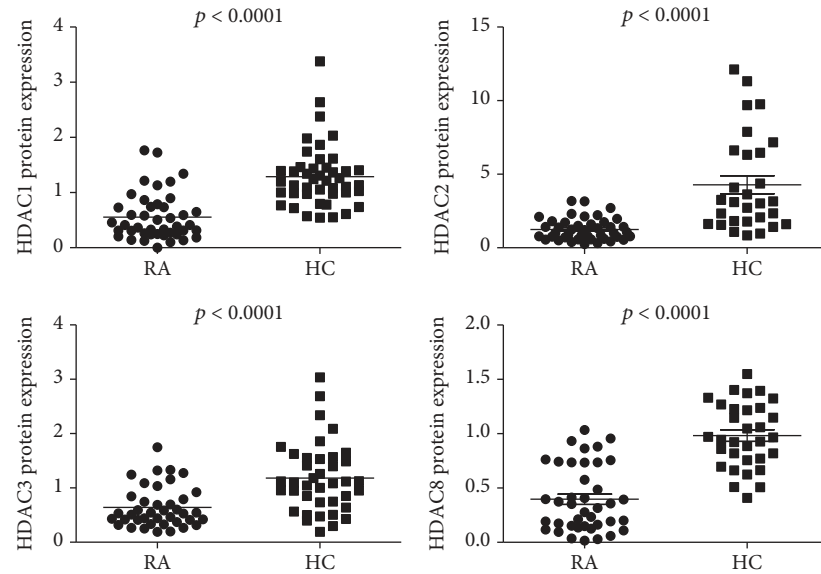 p < 0.0001
HDAC1 protein expression
4
3
2
1
0
RA
HC
p < 0.0001
HDAC2 protein expression
15
10
5
0
RA
HC
p < 0.0001
HDAC3 protein expression
4
3
2
1
0
RA
HC
p < 0.0001
HDAC8 protein expression
2.0
1.5
1.0
0.5
0.0
RA
HC